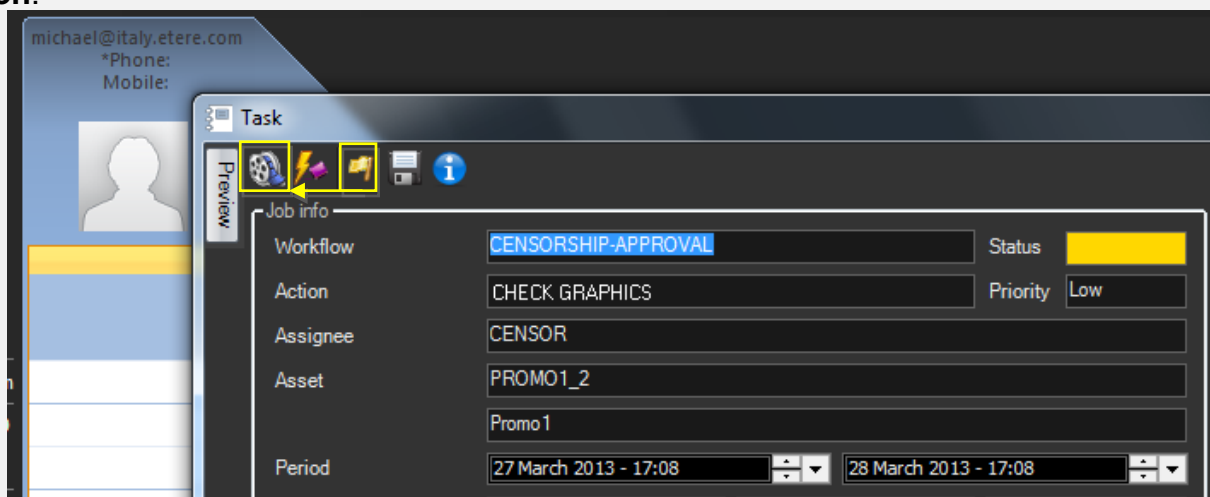 michael@italy.etere.com
*Phone:
Mobile:
Task
Preview
Job info
Workflow CENSORSHIP-APPROVAL Status
Action CHECK GRAPHICS Priority Low
Assignee CENSOR
Asset PROMO1_2
Promo1
Period 27 March 2013 - 17:08 28 March 2013 - 17:08